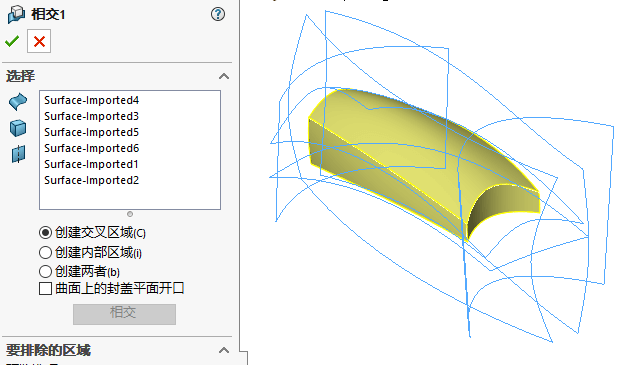 相交1
选择
Surface-Imported4
Surface-Imported3
Surface-Imported5
Surface-Imported6
Surface-Imported1
Surface-Imported2
创建交叉区域(C)
创建内部区域(i)
创建两者(b)
曲面上的封盖平面开口
相交
要排除的区域